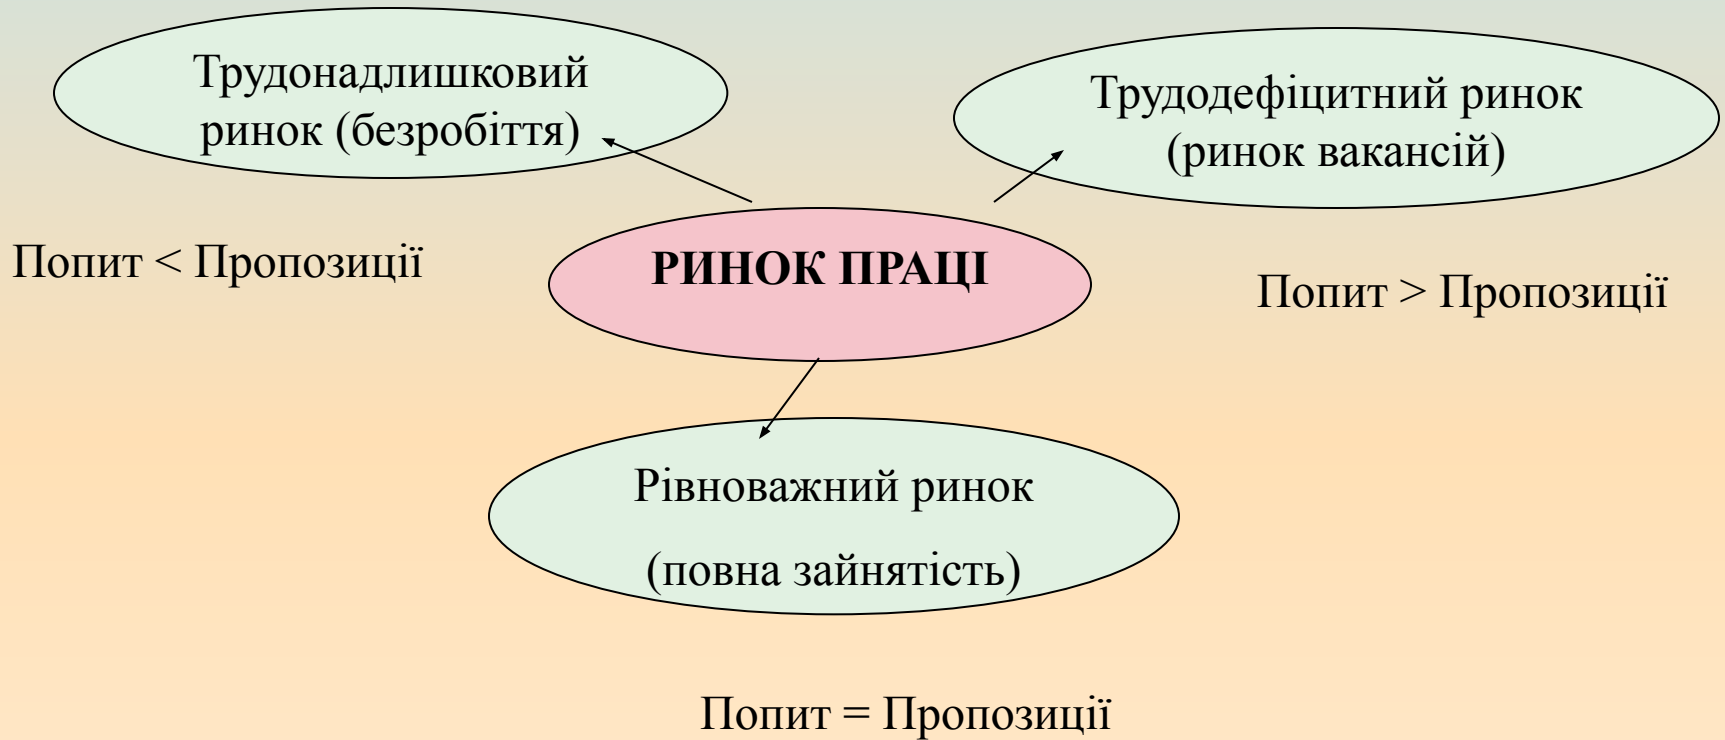 Трудонадлишковий
ринок (безробіття)
Трудодефіцитний ринок
(ринок вакансій)
Попит < Пропозиції
РИНОК ПРАЦІ
Попит > Пропозиції
Рівноважний ринок
(повна зайнятість)
Попит = Пропозиції